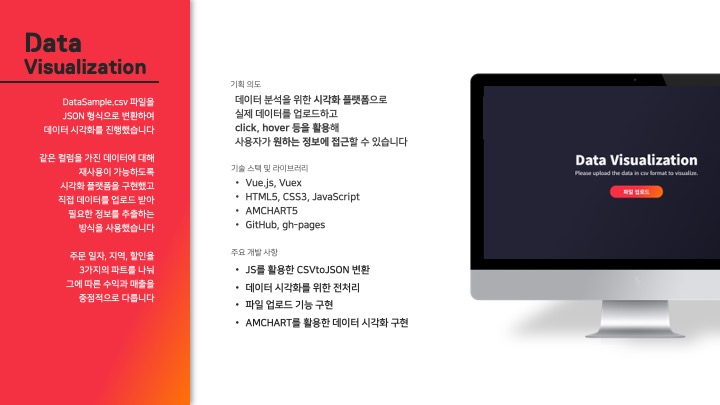 Data
Visualization
DataSample.csv 파일을
JSON 형식으로 변환하여
데이터 시각화를 진행했습니다
같은 컬럼을 가진 데이터에 대해
재사용이 가능하도록
시각화 플랫폼을 구현했고
직접 데이터를 업로드 받아
필요한 정보를 추출하는
방식을 사용했습니다
주문 일자, 지역, 할인율
3가지의 파트를 나눠
그에 따른 수익과 매출을
중점적으로 다룹니다
기획 의도
데이터 분석을 위한 시각화 플랫폼으로
실제 데이터를 업로드하고
click, hover 등을 활용해
사용자가 원하는 정보에 접근할 수 있습니다
기술 스택 및 라이브러리
• Vue.js, Vuex
• HTML5, CSS3, JavaScript
• AMCHART5
• GitHub, gh-pages
주요 개발 사항
• JS를 활용한 CSVtoJSON 변환
• 데이터 시각화를 위한 전처리
• 파일 업로드 기능 구현
• AMCHART를 활용한 데이터 시각화 구현
Data Visualization
Please upload the data in csv format to visualize.
파일 업로드